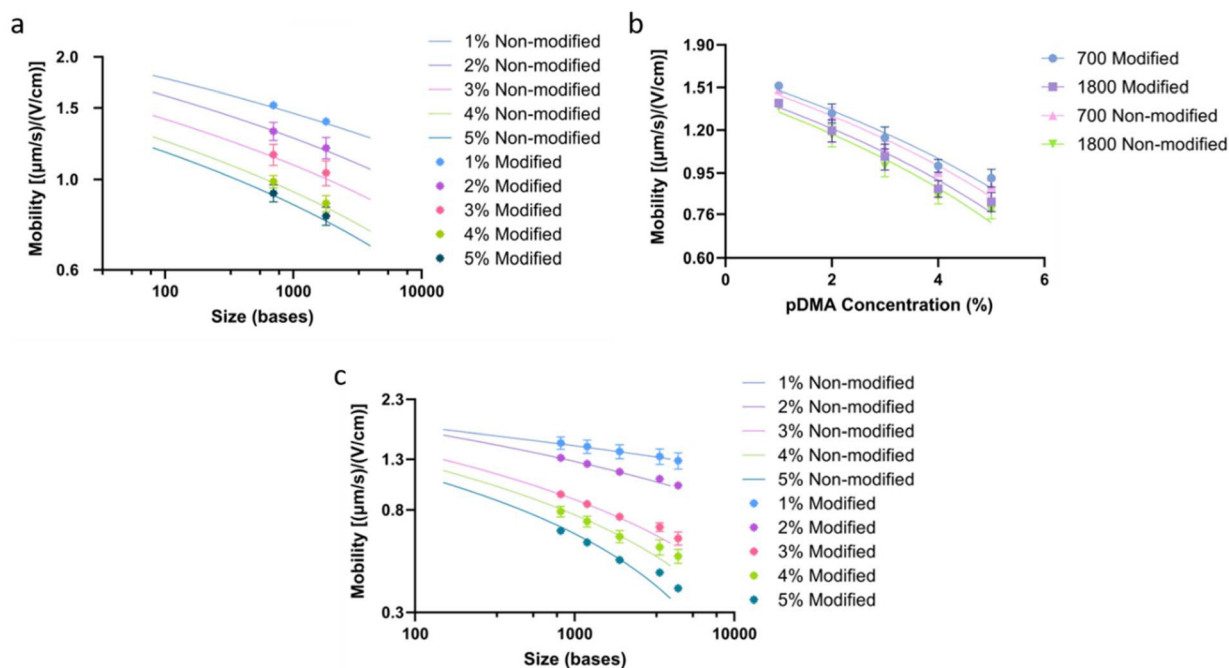 a
Mobility [(μm/s)/(V/cm)]
2.0
1.5
1.0
0.6
100
1000
10000
Size (bases)
1% Non-modified
2% Non-modified
3% Non-modified
4% Non-modified
5% Non-modified
1% Modified
2% Modified
3% Modified
4% Modified
5% Modified
b
Mobility [(μm/s)/(V/cm)]
1.90
1.51
1.20
0.95
0.76
0.60
0
2
4
6
pDMA Concentration (%)
700 Modified
1800 Modified
700 Non-modified
1800 Non-modified
c
Mobility [(μm/s)/(V/cm)]
2.3
1.3
0.8
0.3
100
1000
10000
Size (bases)
1% Non-modified
2% Non-modified
3% Non-modified
4% Non-modified
5% Non-modified
1% Modified
2% Modified
3% Modified
4% Modified
5% Modified